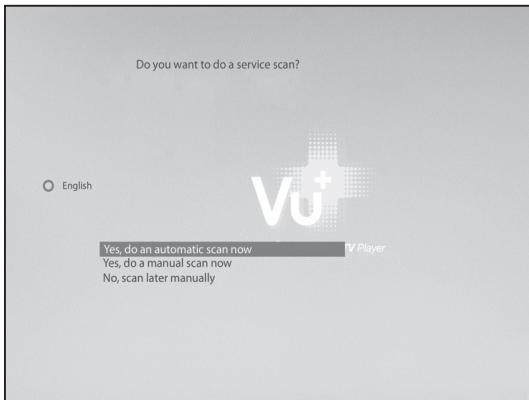 Do you want to do a service scan?
English
Vu+
TV Player
Yes, do an automatic scan now
Yes, do a manual scan now
No, scan later manually